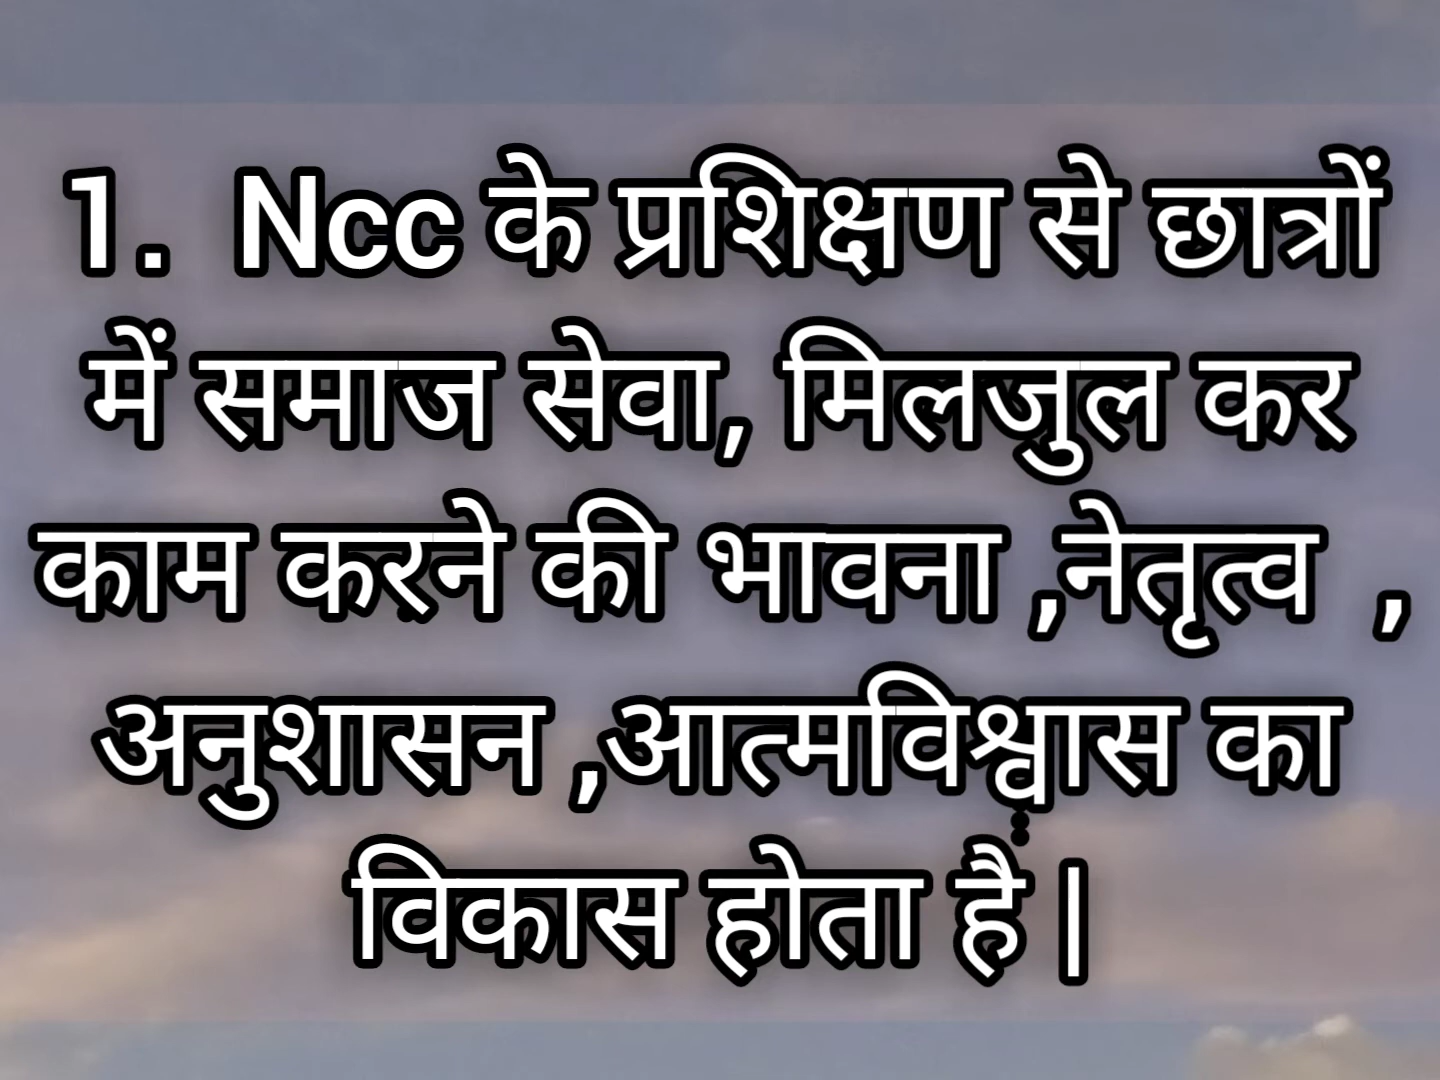 1.  Ncc के प्रशिक्षण से छात्रों
में समाज सेवा, मिलजुल कर
काम करने की भावना ,नेतृत्व  ,
अनुशासन ,आत्मविश्वास का
विकास होता है |